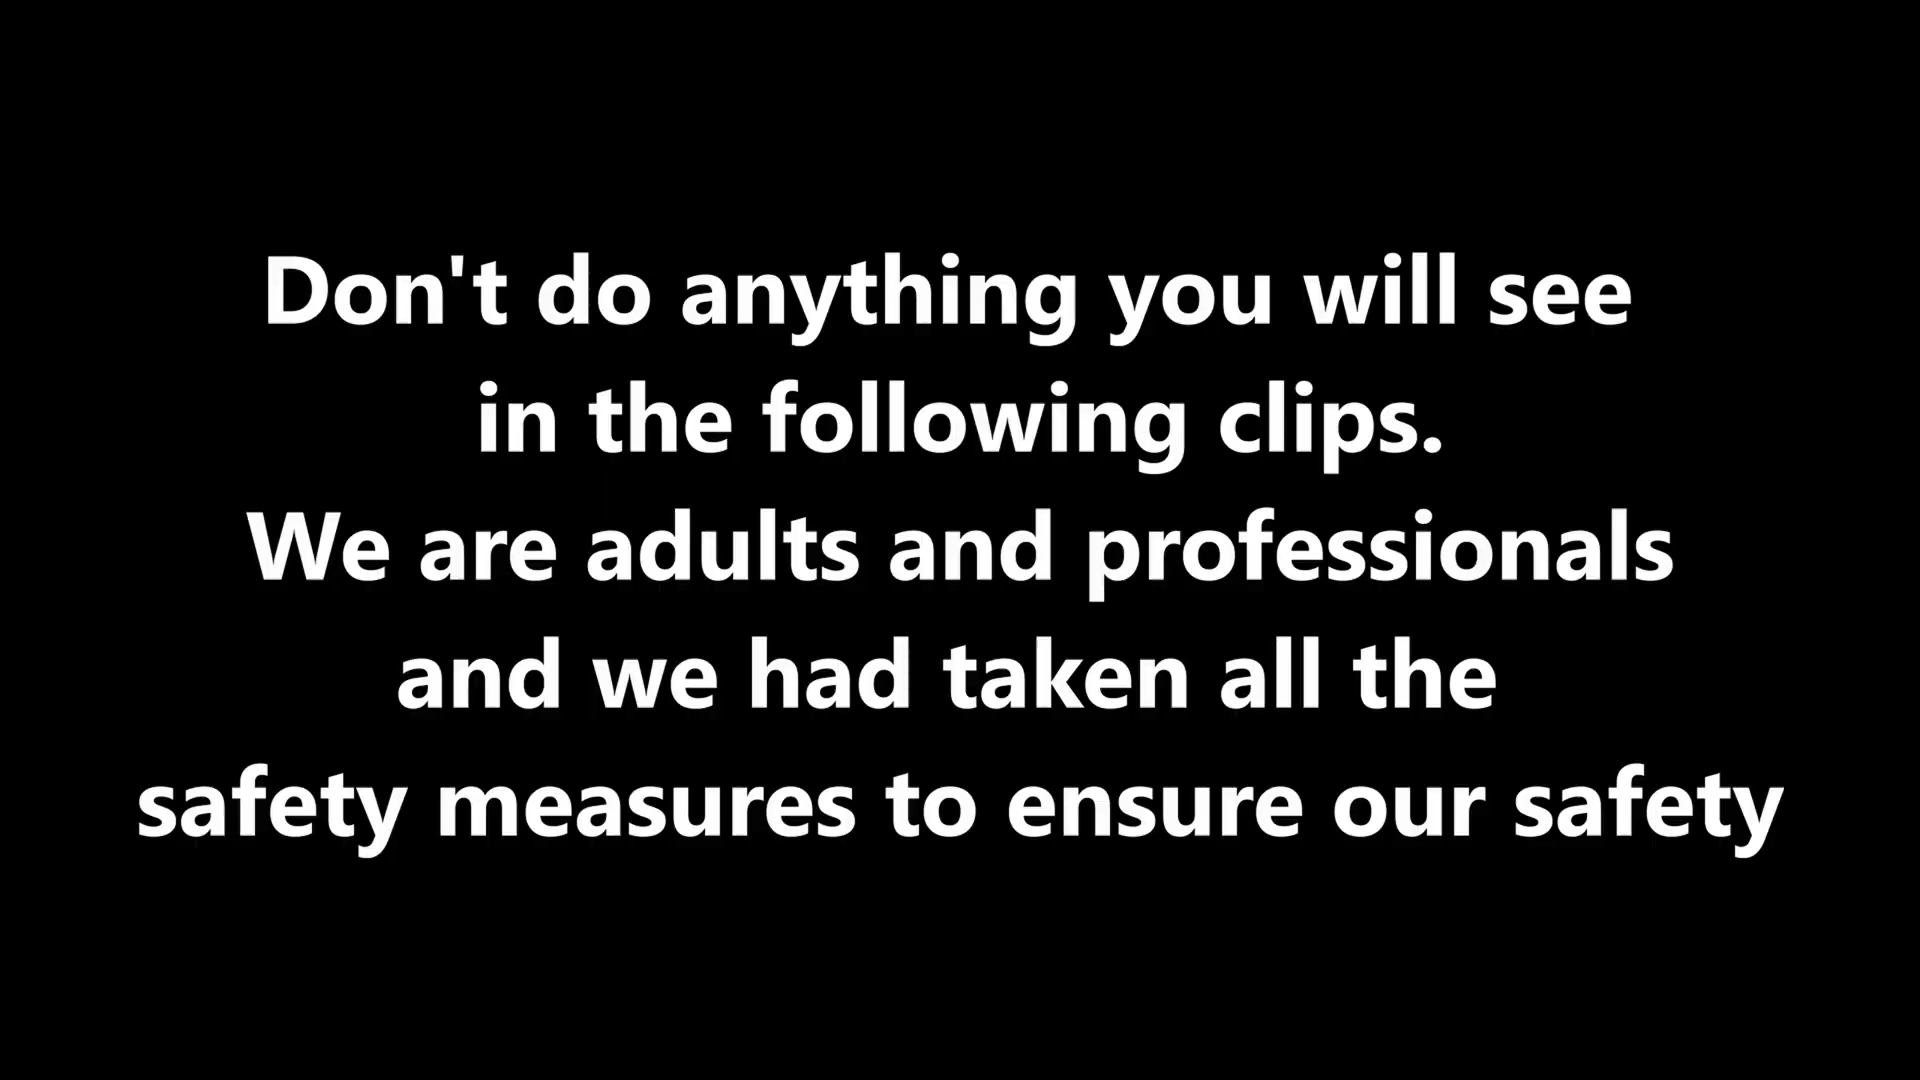 Don't do anything you will see
in the following clips.
We are adults and professionals
and we had taken all the
safety measures to ensure our safety